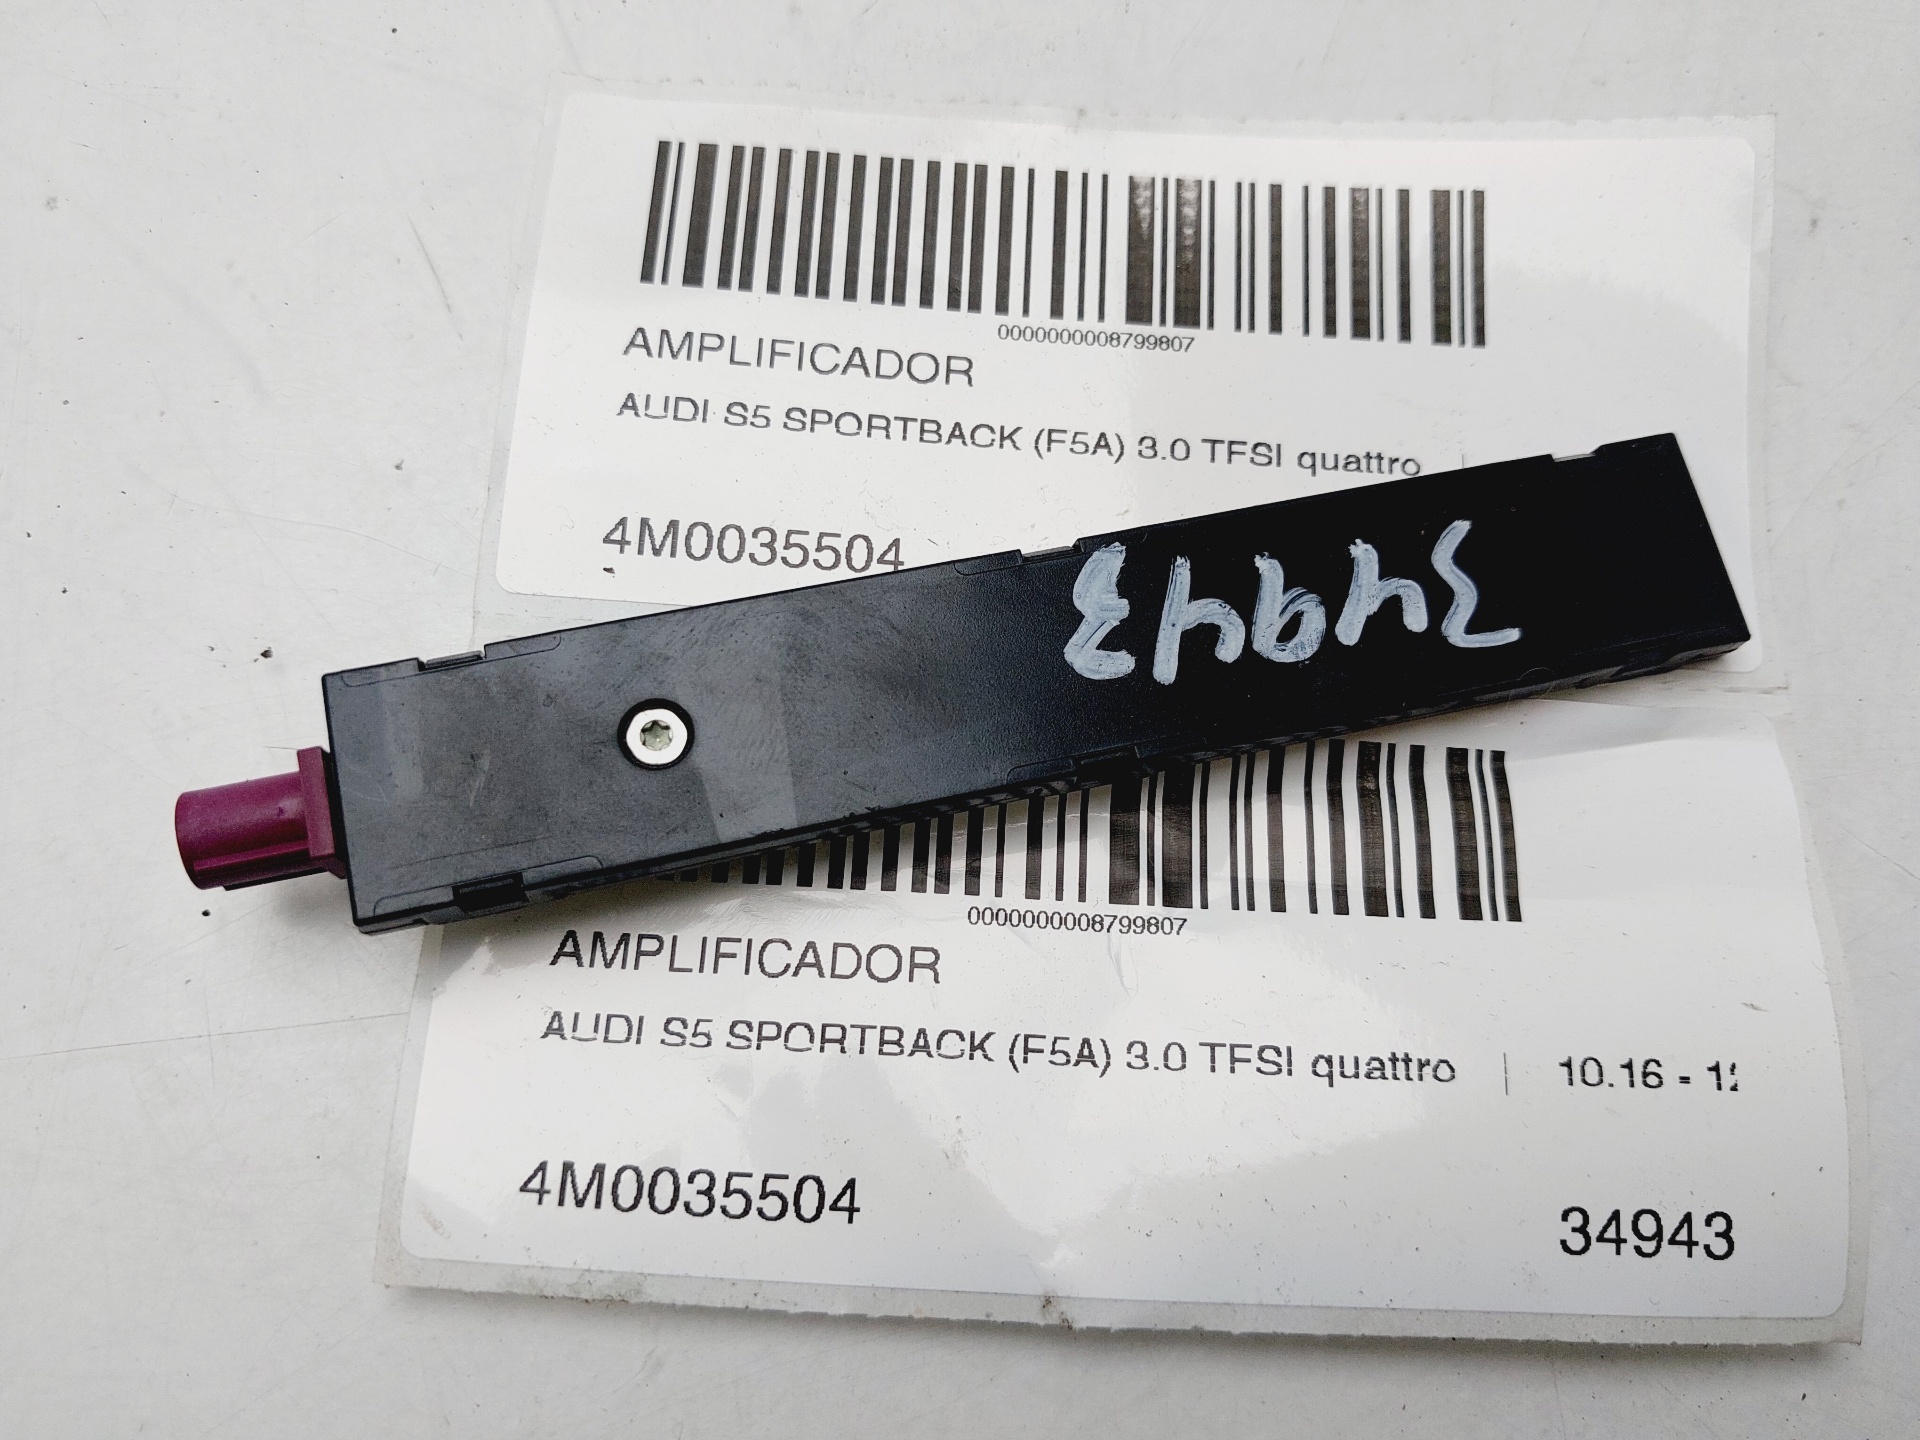 0000000008799807
AMPLIFICADOR
AUDI S5 SPORTBACK (F5A) 3.0 TFSI quattro
4M0035504
34943
0000000008799807
AMPLIFICADOR
AUDI S5 SPORTBACK (F5A) 3.0 TFSI quattro | 10.16 - 1
4M0035504
34943